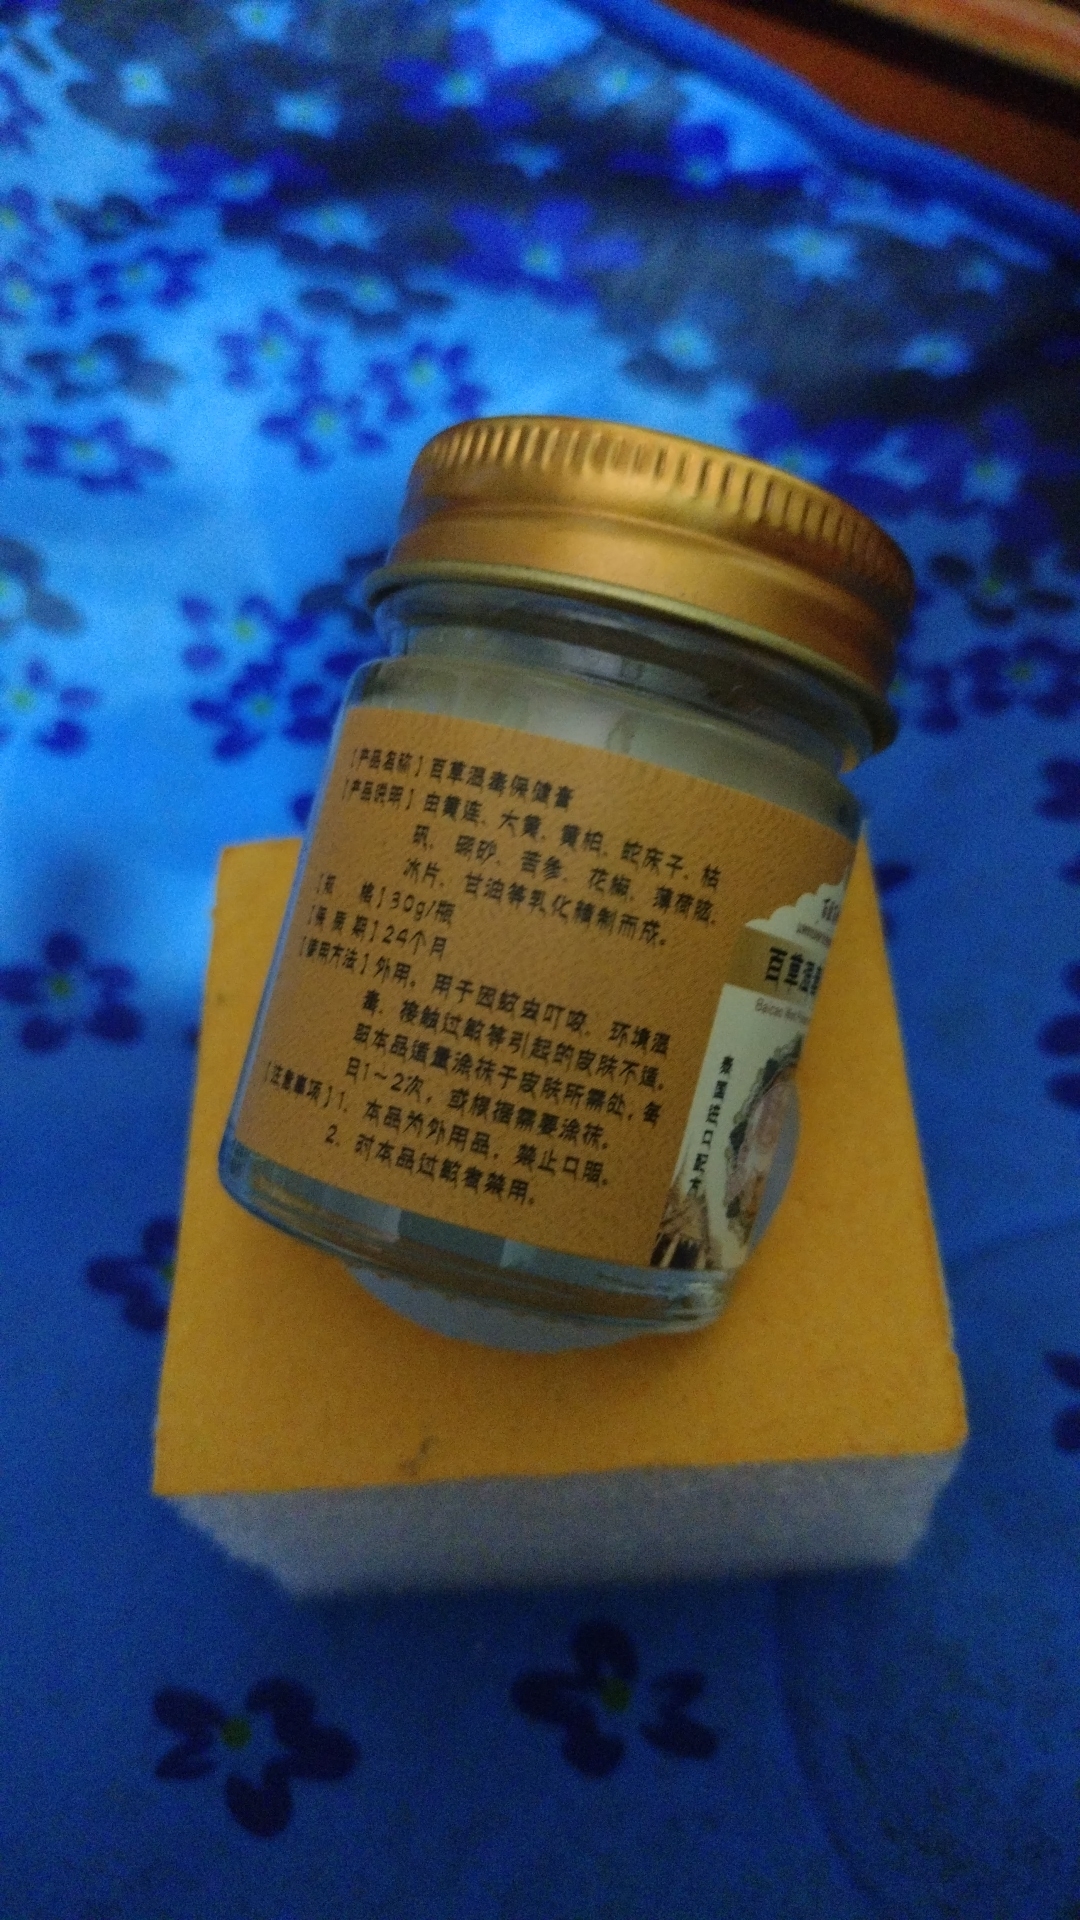 【产品名称】百草湿毒保健膏
【产品说明】由黄连、大黄、黄柏、蛇床子、枯
矾、硼砂、苦参、花椒、薄荷脑、
冰片、甘油等乳化精制而成。
【规 格】30g/瓶
【保 质 期】24个月
【使用方法】外用。用于因蚊虫叮咬、环境湿
毒、接触过敏等引起的皮肤不适。
取本品适量涂抹于皮肤所需处，每
日1~2次，或根据需要涂抹。
【注意事项】1、本品为外用品，禁止口服。
2、对本品过敏者禁用。
百草湿
泰国进口配方